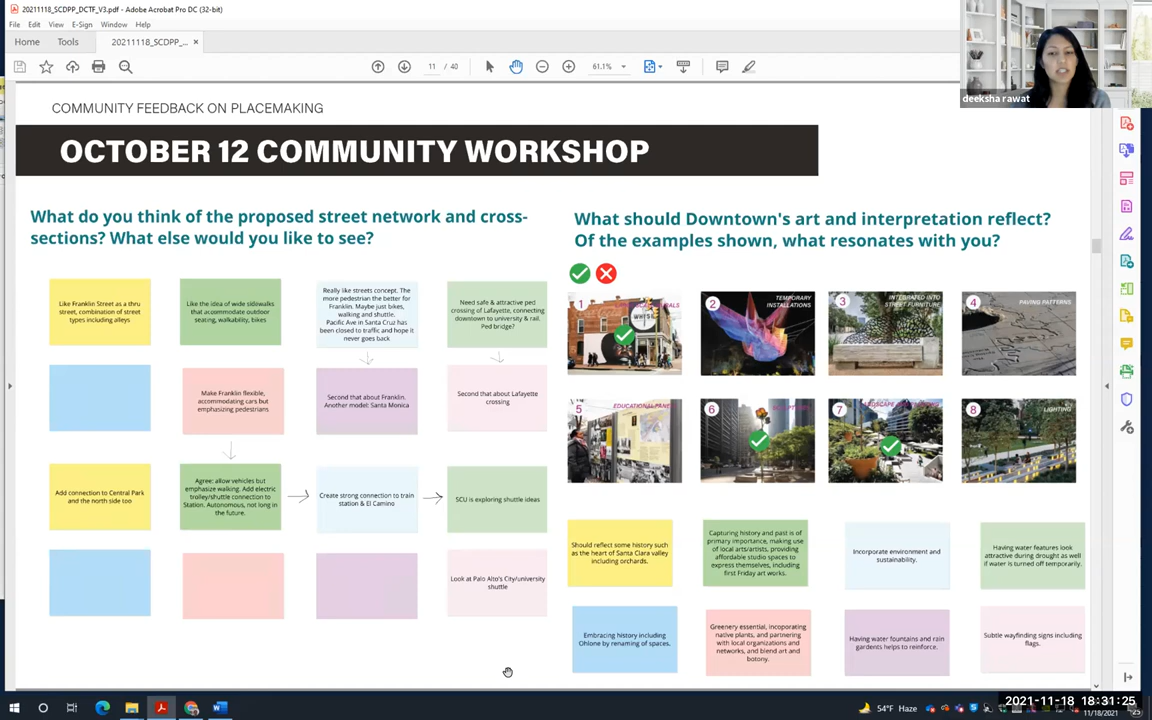 20211118_SCDPP_DCTF_V3.pdf - Adobe Acrobat Pro DC (32-bit)
File Edit View E-Sign Window Help
Home Tools 20211118_SCDPP_... ×
11 / 40 61.1%
deeksha rawat
COMMUNITY FEEDBACK ON PLACEMAKING
OCTOBER 12 COMMUNITY WORKSHOP
What do you think of the proposed street network and cross-
sections? What else would you like to see?
Like Franklin Street as a thru
street, combination of street
types including alleys
Like the idea of wide sidewalks
that accommodate outdoor
seating, walkability, bikes
Really like streets concept. The
more pedestrian the better for
Franklin. Maybe just bikes,
walking and shuttle.
Pacific Ave in Santa Cruz has
been closed to traffic and hope it
never goes back
Need safe & attractive ped
crossing of Lafayette, connecting
downtown to university & rail.
Ped bridge?
Make Franklin flexible,
accommodating cars but
emphasizing pedestrians
Second that about Franklin.
Another model: Santa Monica
Second that about Lafayette
crossing
Add connection to Central Park
and the north side too
Agree: allow vehicles but
emphasize walking. Add electric
trolley/shuttle connection to
Station. Autonomous, not long in
the future.
Create strong connection to train
station & El Camino
SCU is exploring shuttle ideas
Look at Palo Alto's City/university
shuttle
What should Downtown's art and interpretation reflect?
Of the examples shown, what resonates with you?
1
2 TEMPORARY
INSTALLATIONS
3 INTEGRATED INTO
STREET FURNITURE
4 PAVING PATTERNS
5 EDUCATIONAL PANELS
6
7
8 LIGHTING
Should reflect some history such
as the heart of Santa Clara valley
including orchards.
Capturing history and past is of
primary importance, making use
of local arts/artists, providing
affordable studio spaces to
express themselves, including
first Friday art works.
Incorporate environment and
sustainability.
Having water features look
attractive during drought as well
if water is turned off temporarily.
Embracing history including
Ohlone by renaming of spaces.
Greenery essential, incoporating
native plants, and partnering
with local organizations and
networks, and blend art and
botony.
Having water fountains and rain
gardens helps to reinforce.
Subtle wayfinding signs including
flags.
54°F Haze
2021-11-18 18:31:25
11/18/2021